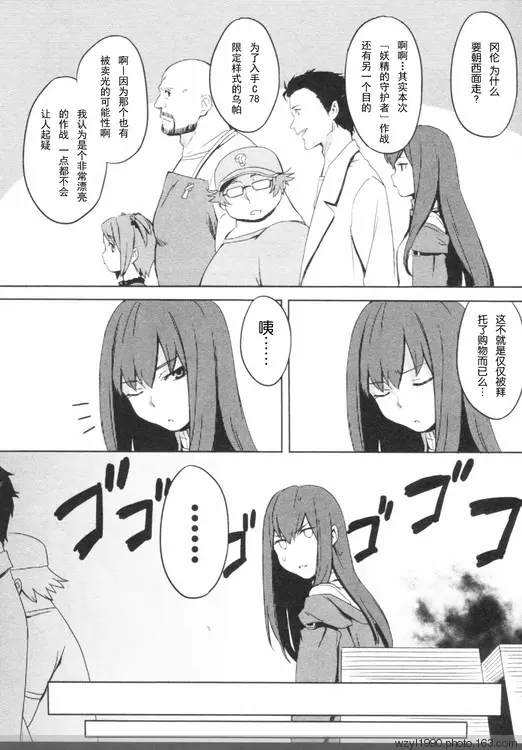 冈伦 为什么
要朝西面走?
啊啊…其实本次
「妖精的守护者」作战
还有另一个目的
为了入手C78
限定样式的乌帕
啊—因为那个也有
被卖光的可能性啊
我认为是个非常漂亮
的作战 一点都不会
让人起疑
这不就是仅仅被拜
托了购物而已么…
咦
……
ゴゴゴ
……
ゴゴゴ
wzyl1990.photo.163.com